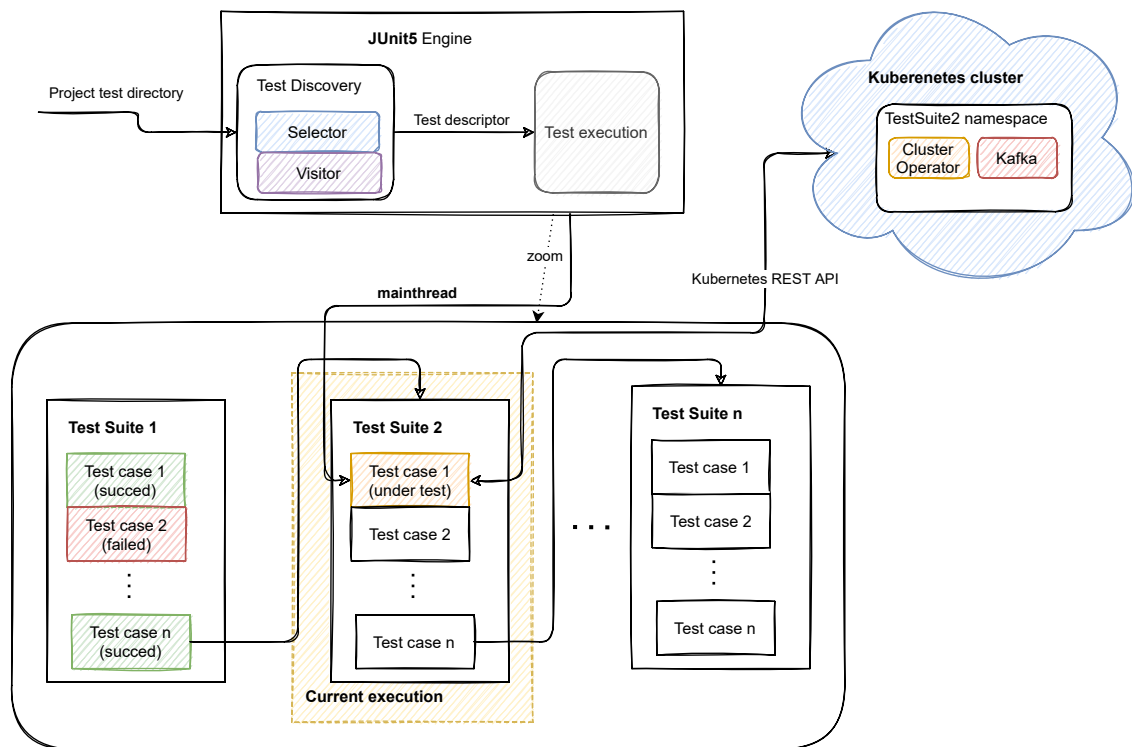 JUnit5 Engine
Project test directory
Test Discovery
Selector
Visitor
Test descriptor
Test execution
Kuberenetes cluster
TestSuite2 namespace
Cluster
Operator
Kafka
zoom
mainthread
Kubernetes REST API
Test Suite 1
Test case 1
(succed)
Test case 2
(failed)
⋮
Test case n
(succed)
Test Suite 2
Test case 1
(under test)
Test case 2
⋮
Test case n
Current execution
. . .
Test Suite n
Test case 1
Test case 2
⋮
Test case n